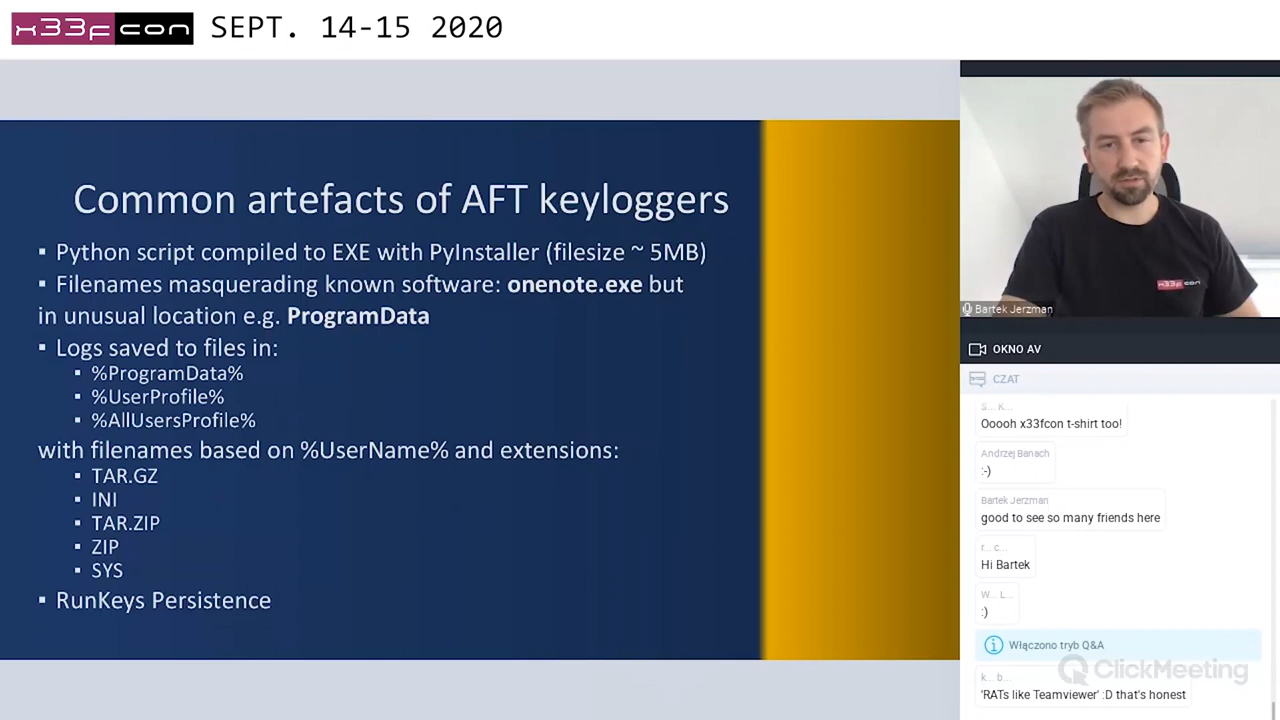 x33fcon SEPT. 14-15 2020
Common artefacts of AFT keyloggers
▪ Python script compiled to EXE with PyInstaller (filesize ~ 5MB)
▪ Filenames masquerading known software: onenote.exe but
in unusual location e.g. ProgramData
▪ Logs saved to files in:
▪ %ProgramData%
▪ %UserProfile%
▪ %AllUsersProfile%
with filenames based on %UserName% and extensions:
▪ TAR.GZ
▪ INI
▪ TAR.ZIP
▪ ZIP
▪ SYS
▪ RunKeys Persistence
x33fcon
Bartek Jerzman
OKNO AV
CZAT
S... K...
Ooooh x33fcon t-shirt too!
Andrzej Banach
:-)
Bartek Jerzman
good to see so many friends here
r... c...
Hi Bartek
W... L...
:)
Włączono tryb Q&A
ClickMeeting
k... b...
'RATs like Teamviewer' :D that's honest